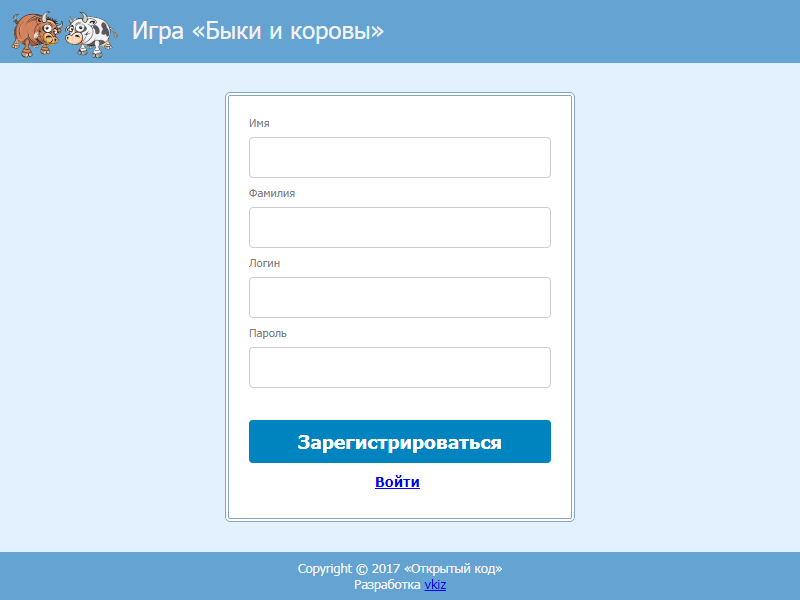 Игра «Быки и коровы»
Имя
Фамилия
Логин
Пароль
Зарегистрироваться
Войти
Copyright © 2017 «Открытый код»
Разработка vkiz